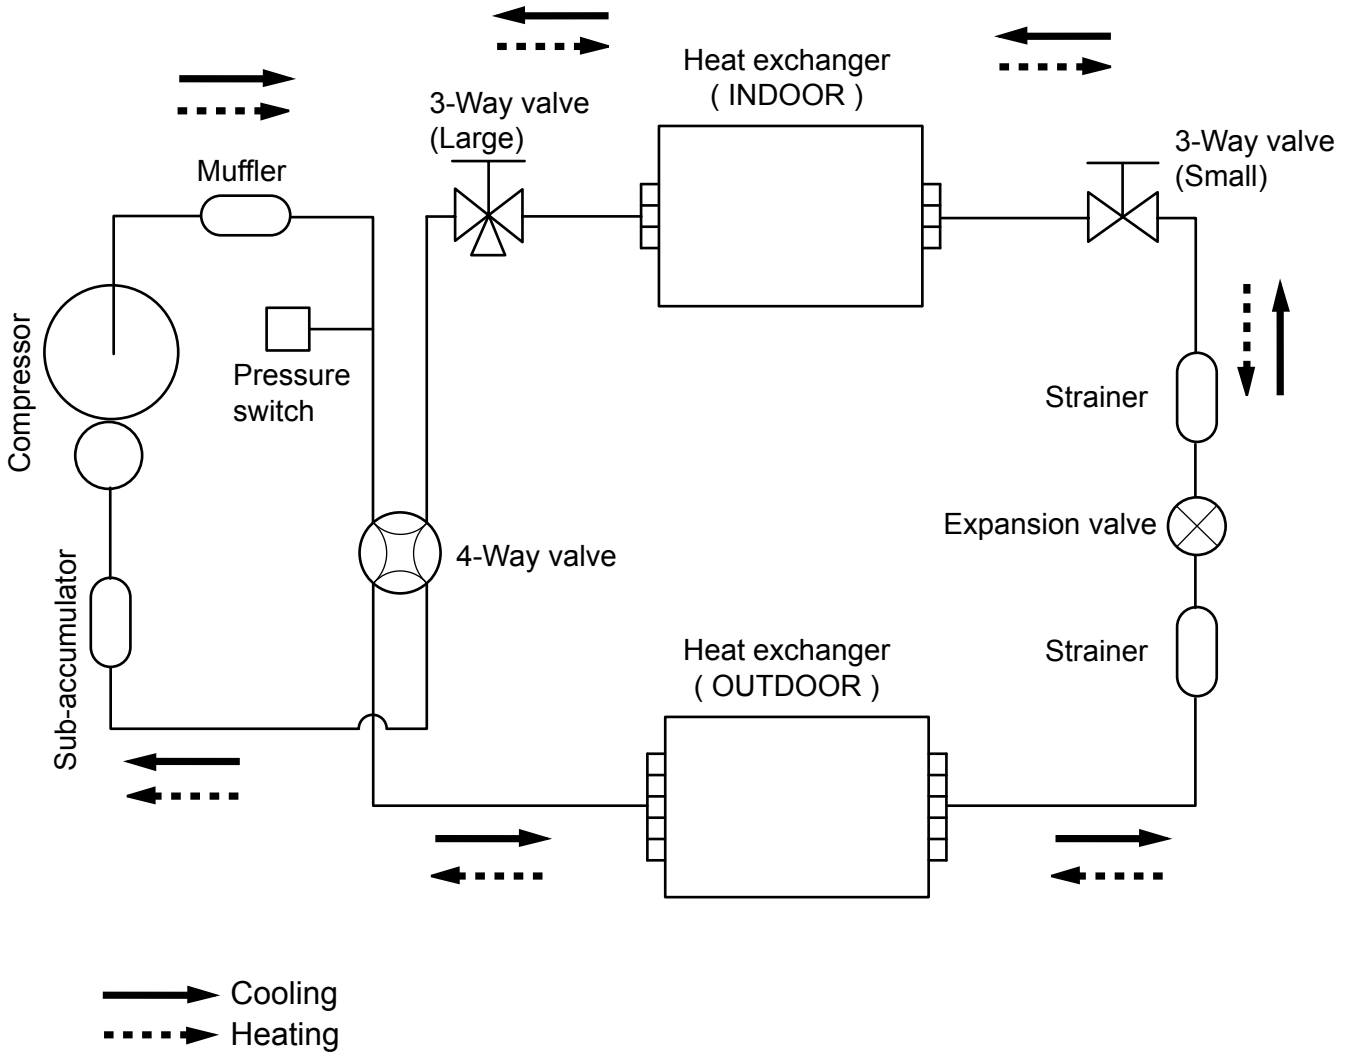 Heat exchanger
( INDOOR )
3-Way valve
(Large)
3-Way valve
(Small)
Muffler
Compressor
Pressure
switch
Strainer
Expansion valve
4-Way valve
Sub-accumulator
Strainer
Heat exchanger
( OUTDOOR )
Cooling
Heating